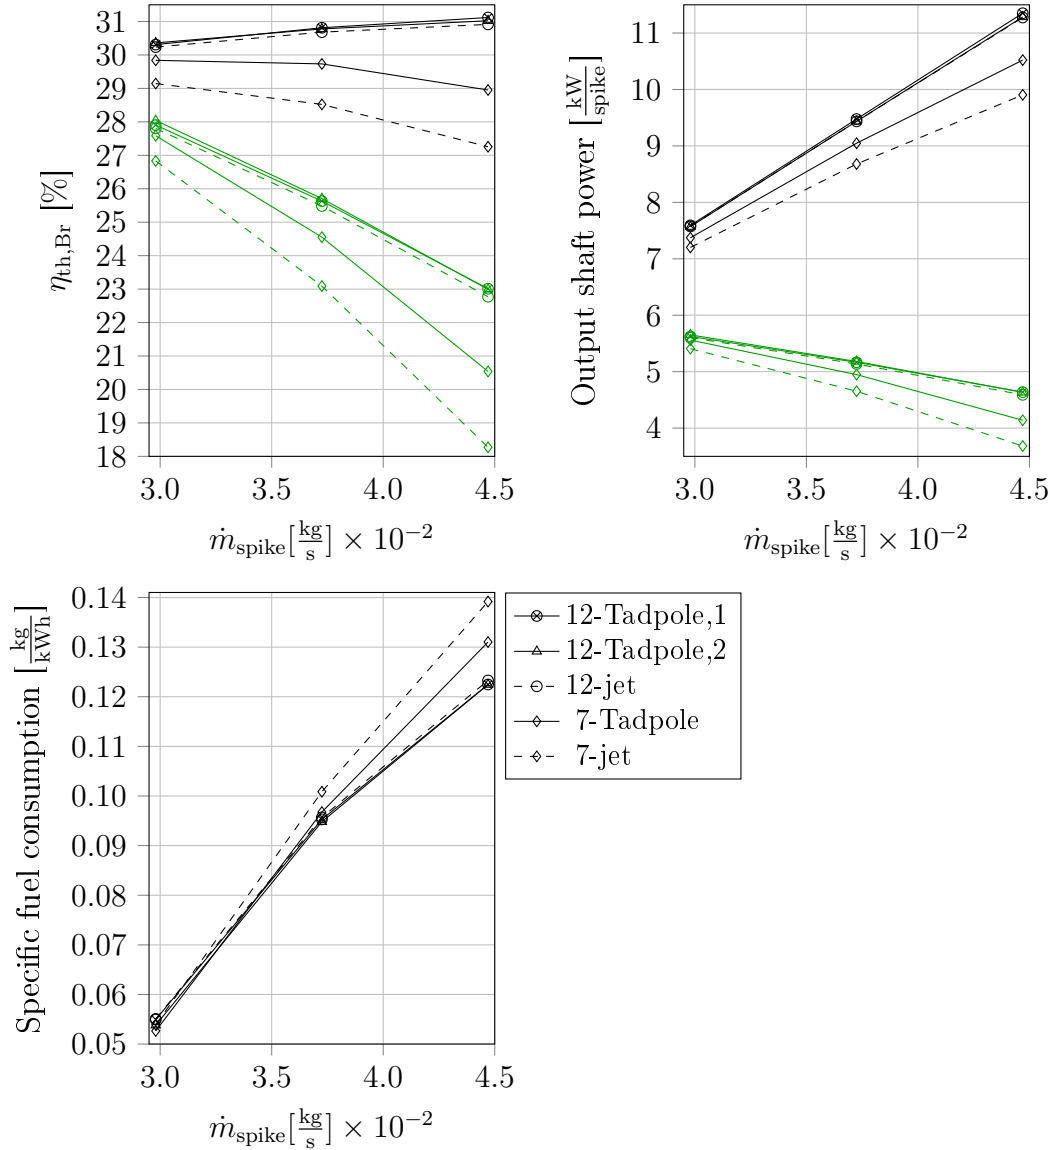 31
30
29
28
27
26
25
24
23
22
21
20
19
18
η_th,Br [%]
3.0 3.5 4.0 4.5
ṁ_spike[kg/s] × 10⁻²
11
10
9
8
7
6
5
4
Output shaft power [kW/spike]
3.0 3.5 4.0 4.5
ṁ_spike[kg/s] × 10⁻²
0.14
0.13
0.12
0.11
0.10
0.09
0.08
0.07
0.06
0.05
Specific fuel consumption [kg/kWh]
3.0 3.5 4.0 4.5
ṁ_spike[kg/s] × 10⁻²
12-Tadpole,1
12-Tadpole,2
12-jet
7-Tadpole
7-jet